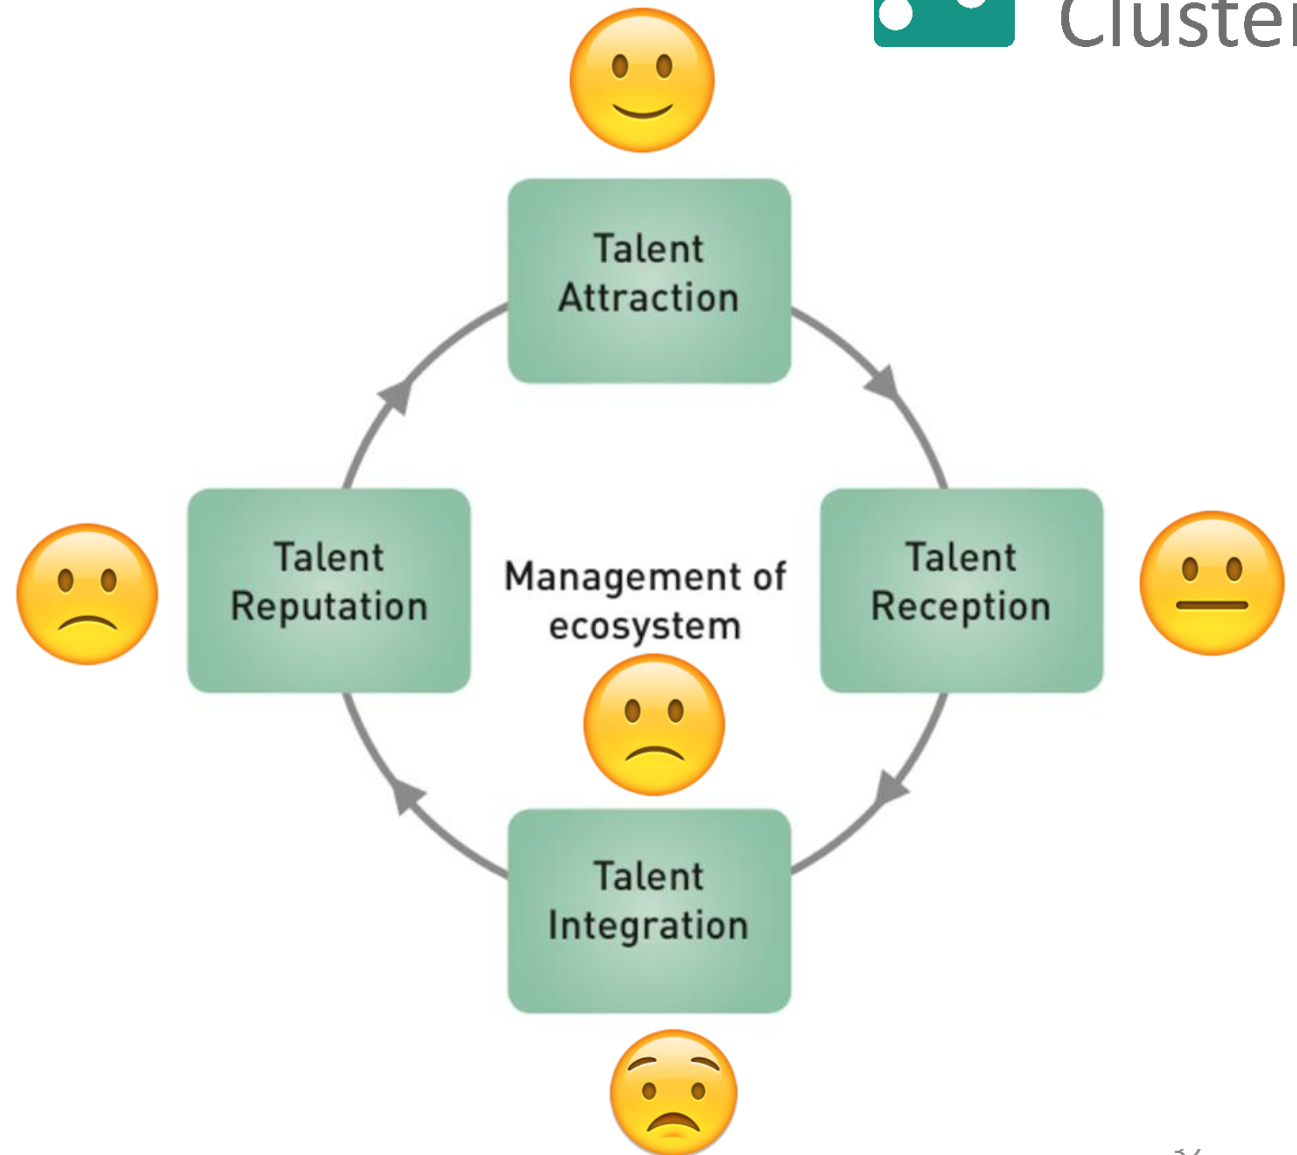 Cluster
Talent
Attraction
Talent
Reputation
Management of
ecosystem
Talent
Reception
Talent
Integration